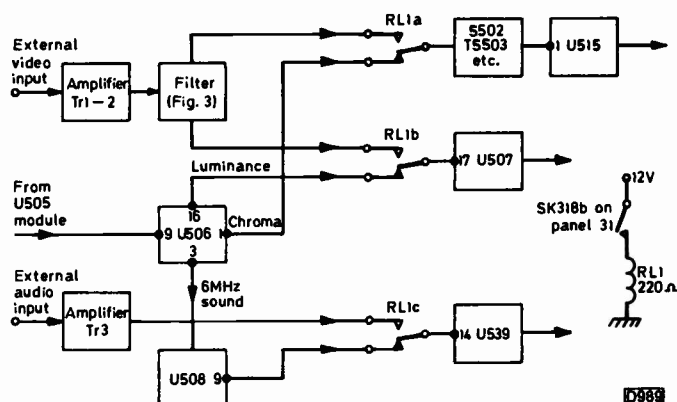 RL1a
External
video
input
Amplifier
Tr1-2
Filter
(Fig. 3)
5502
T5503
etc.
1 U515
RL1b
Luminance
17 U507
12V
SK318b on
panel 31
RL1
220Ω
From
U505
module
16
9 U506 1
3
Chroma
6MHz
sound
External
audio
input
Amplifier
Tr3
RL1c
14 U539
U508 9
D989